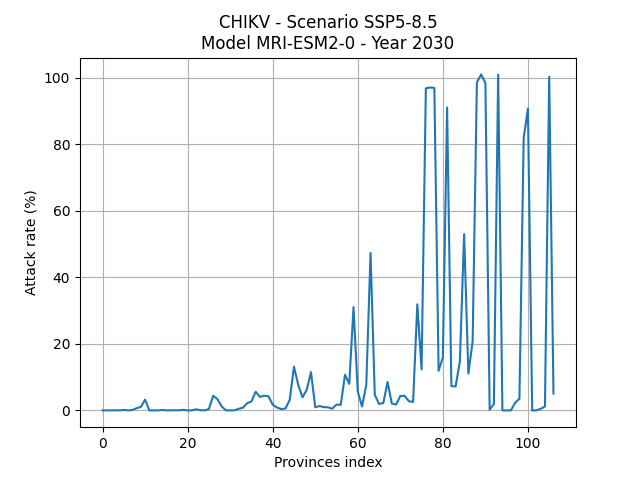 CHIKV - Scenario SSP5-8.5
Model MRI-ESM2-0 - Year 2030
100
80
60
40
20
0
Attack rate (%)
0 20 40 60 80 100
Provinces index